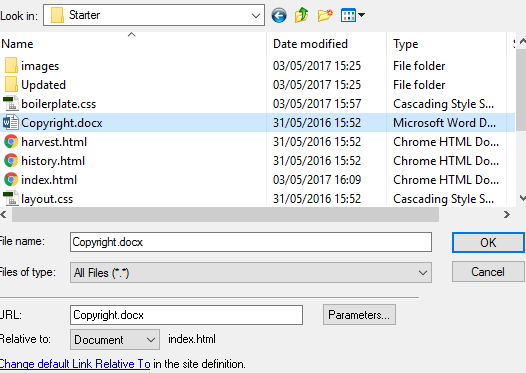 Look in: Starter
Name Date modified Type
images 03/05/2017 15:25 File folder
Updated 03/05/2017 15:25 File folder
boilerplate.css 03/05/2017 15:57 Cascading Style S...
Copyright.docx 31/05/2016 15:52 Microsoft Word D...
harvest.html 31/05/2016 15:52 Chrome HTML Do...
history.html 31/05/2016 15:52 Chrome HTML Do...
index.html 03/05/2017 16:09 Chrome HTML Do...
layout.css 31/05/2016 15:52 Cascading Style S...
File name: Copyright.docx OK
Files of type: All Files (*.*) Cancel
URL: Copyright.docx Parameters...
Relative to: Document index.html
Change default Link Relative To in the site definition.